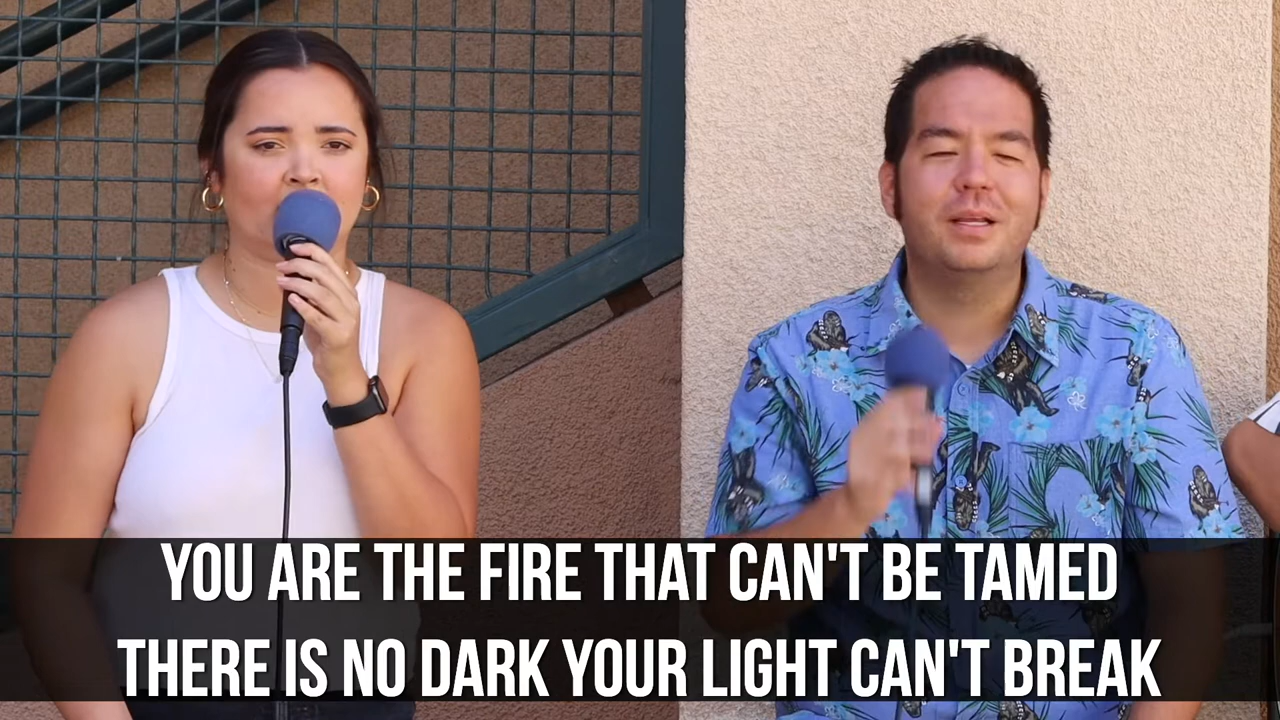 YOU ARE THE FIRE THAT CAN'T BE TAMED
THERE IS NO DARK YOUR LIGHT CAN'T BREAK